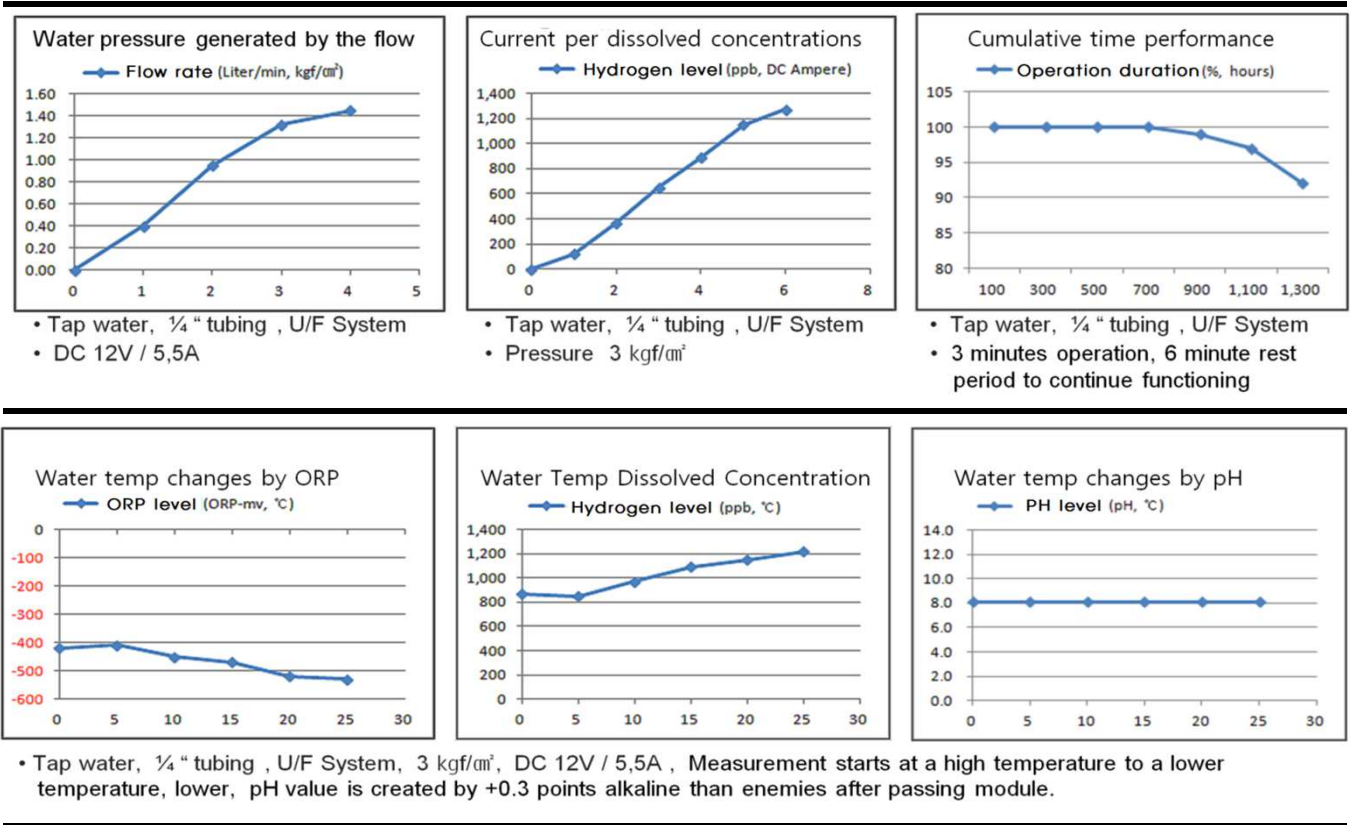 Water pressure generated by the flow
Flow rate (Liter/min, kgf/㎠)
1.60
1.40
1.20
1.00
0.80
0.60
0.40
0.20
0.00
0 1 2 3 4 5
• Tap water, ¼ “ tubing , U/F System
• DC 12V / 5,5A
Current per dissolved concentrations
Hydrogen level (ppb, DC Ampere)
1,400
1,200
1,000
800
600
400
200
0
0 2 4 6 8
• Tap water, ¼ “ tubing , U/F System
• Pressure 3 kgf/㎠
Cumulative time performance
Operation duration(%, hours)
105
100
95
90
85
80
100 300 500 700 900 1,100 1,300
• Tap water, ¼ “ tubing , U/F System
• 3 minutes operation, 6 minute rest
period to continue functioning
Water temp changes by ORP
ORP level (ORP-mv, ℃)
0
-100
-200
-300
-400
-500
-600
0 5 10 15 20 25 30
Water Temp Dissolved Concentration
Hydrogen level (ppb, ℃)
1,400
1,200
1,000
800
600
400
200
0
0 5 10 15 20 25 30
Water temp changes by pH
PH level (pH, ℃)
14.0
12.0
10.0
8.0
6.0
4.0
2.0
0.0
0 5 10 15 20 25 30
• Tap water, ¼ “ tubing , U/F System, 3 kgf/㎠, DC 12V / 5,5A , Measurement starts at a high temperature to a lower
temperature, lower, pH value is created by +0.3 points alkaline than enemies after passing module.